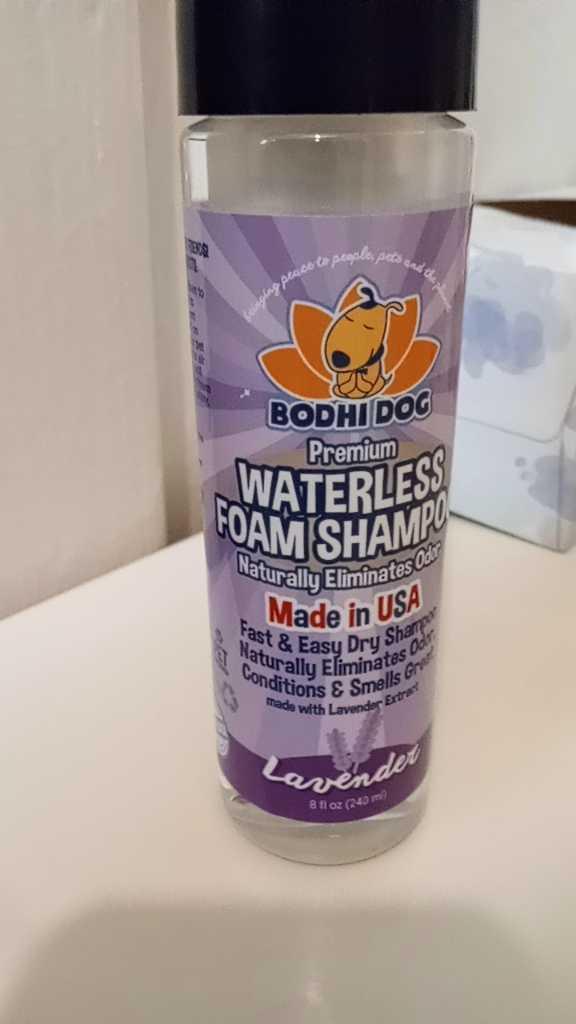 bringing peace to people, pets and the planet
BODHI DOG
Premium
WATERLESS
FOAM SHAMPO
Naturally Eliminates Odor
Made in USA
Fast & Easy Dry Shampoo
Naturally Eliminates Odor
Conditions & Smells Great
made with Lavender Extract
Lavender
8 fl oz (240 ml)